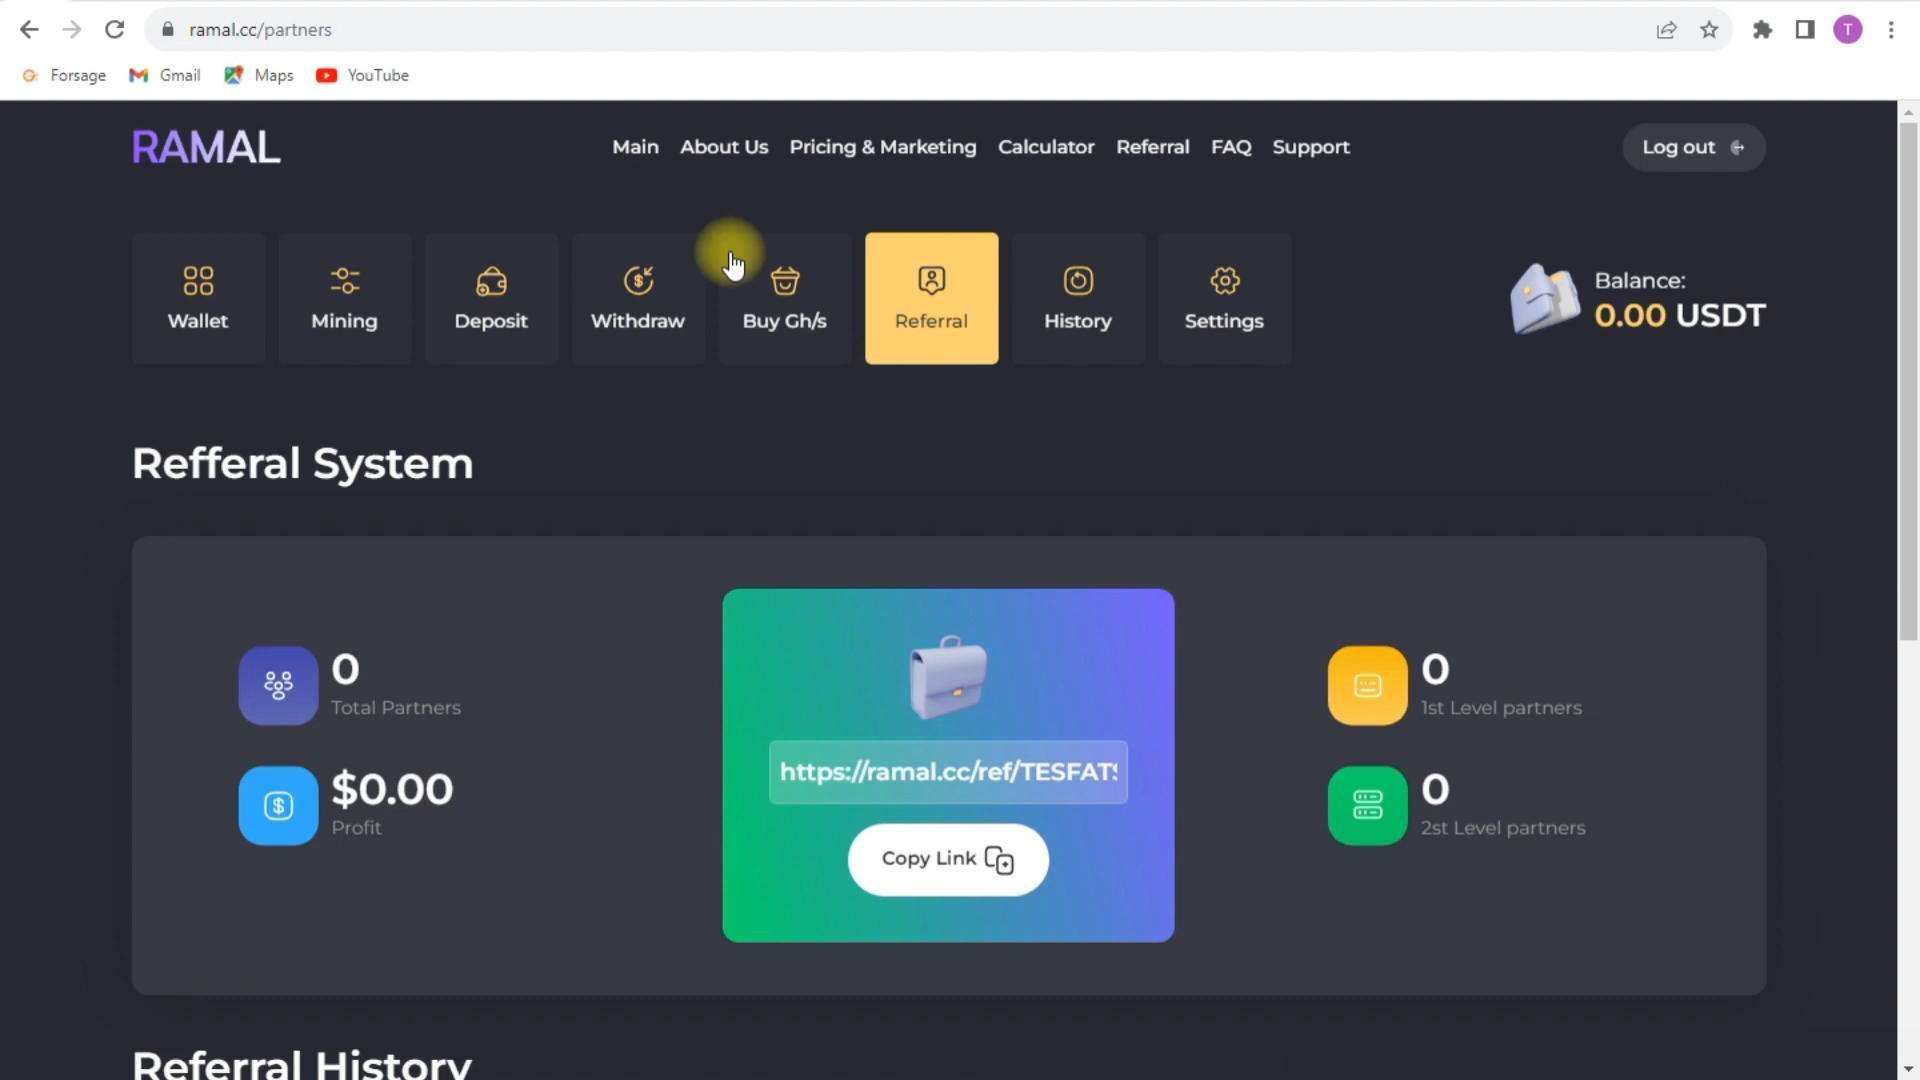 ramal.cc/partners
T
Forsage Gmail Maps YouTube
RAMAL
Main About Us Pricing & Marketing Calculator Referral FAQ Support
Log out
Wallet Mining Deposit Withdraw Buy Gh/s Referral History Settings
Balance:
0.00 USDT
Refferal System
0
Total Partners
$0.00
Profit
https://ramal.cc/ref/TESFATS
Copy Link
0
1st Level partners
0
2st Level partners
Referral History